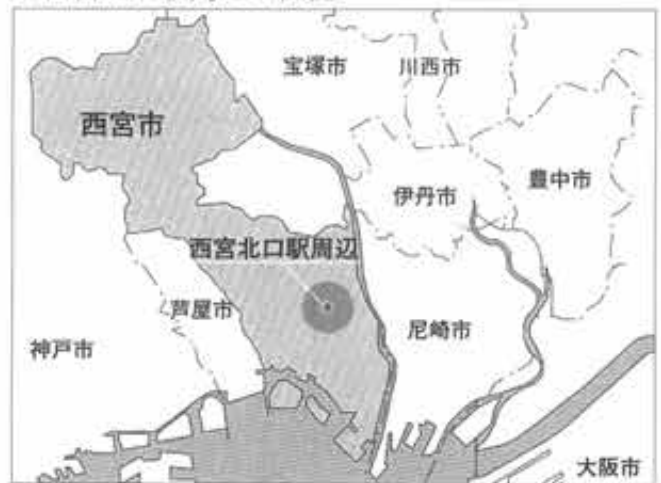 宝塚市
川西市
西宮市
豊中市
伊丹市
西宮北口駅周辺
芦屋市
尼崎市
神戸市
大阪市